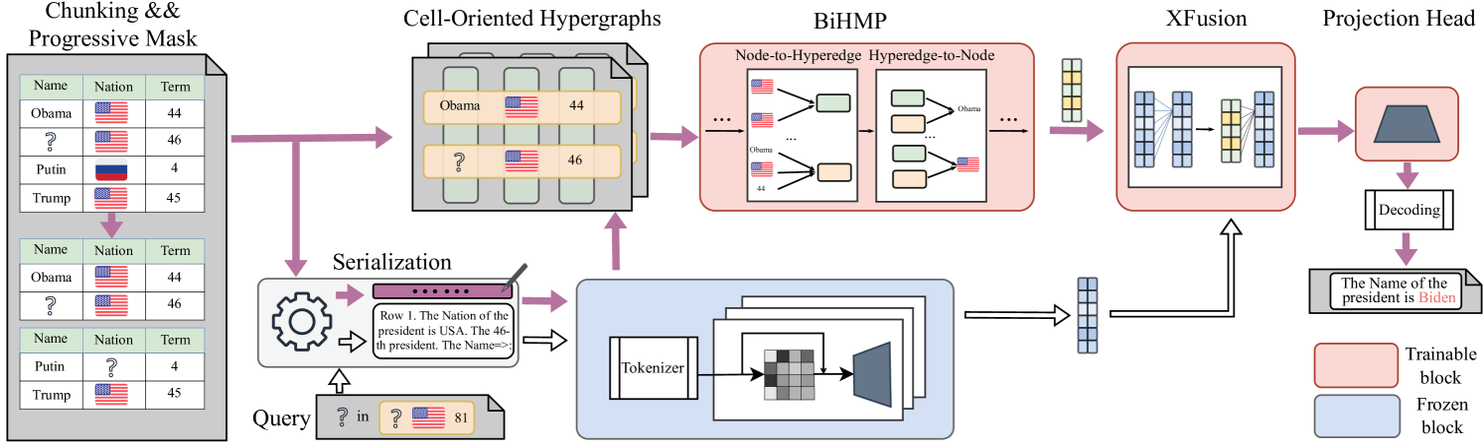 Chunking &&
Progressive Mask
Name Nation Term
Obama 44
? 46
Putin 4
Trump 45
Name Nation Term
Obama 44
? 46
Name Nation Term
Putin ? 4
Trump 45
Cell-Oriented Hypergraphs
Obama 44
? 46
Serialization
Row 1. The Nation of the
president is USA. The 46-
th president. The Name=>:
Query
? in ? 81
Tokenizer
BiHMP
Node-to-Hyperedge Hyperedge-to-Node
...
...
Obama
44
Obama
...
...
XFusion
Projection Head
Decoding
The Name of the
president is Biden
Trainable
block
Frozen
block